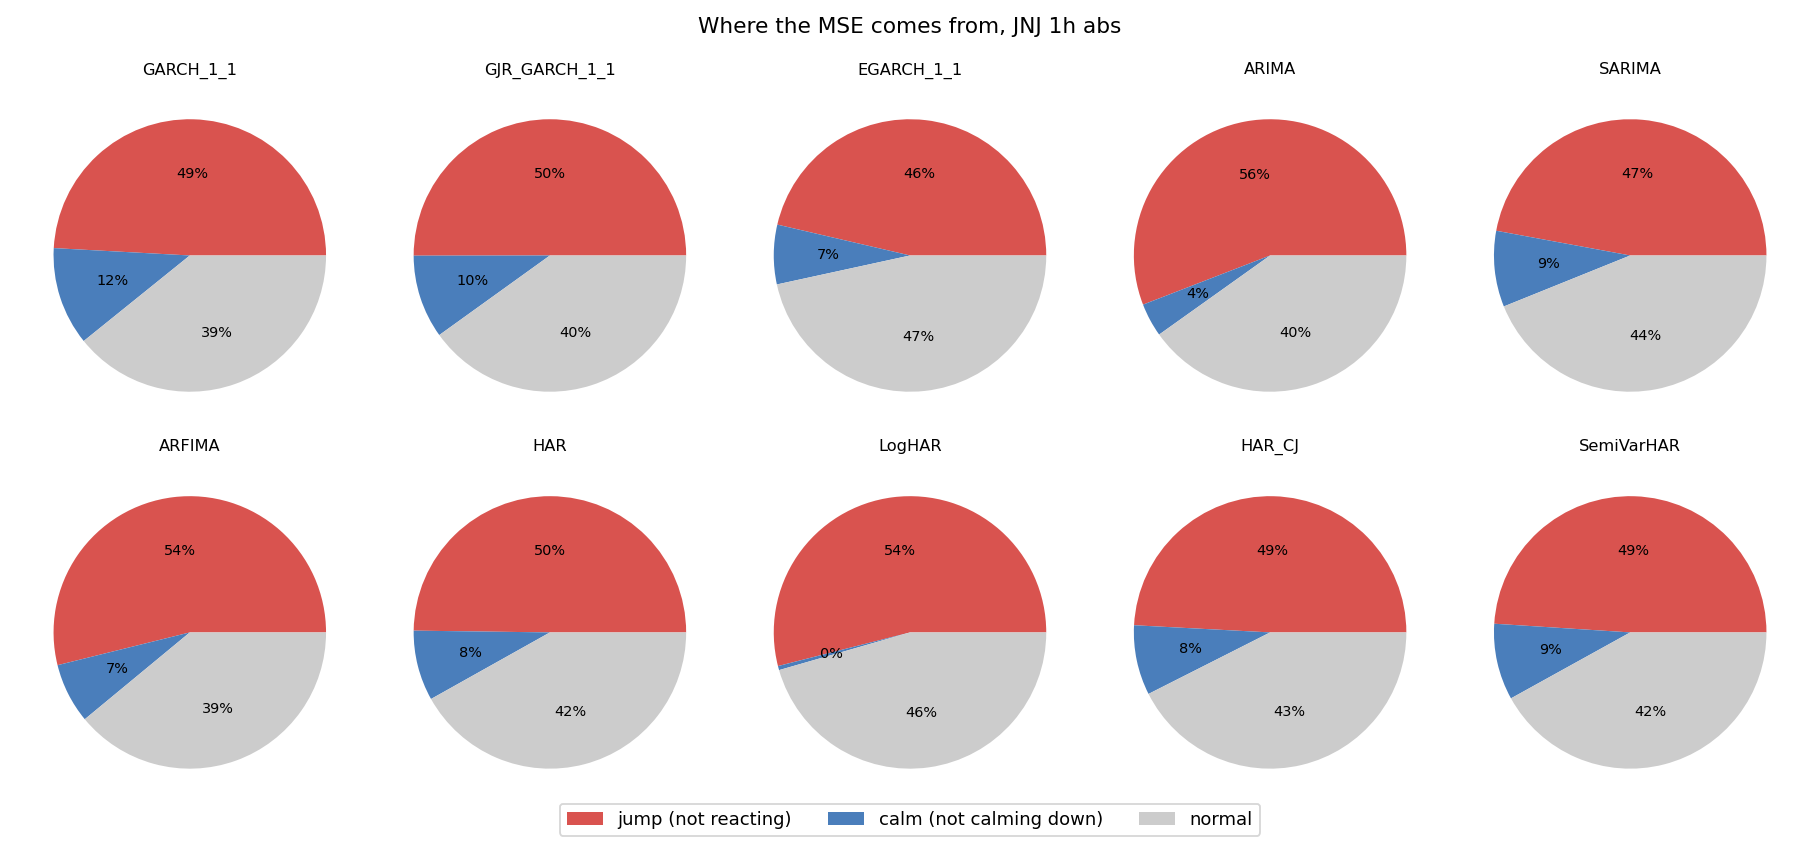 Where the MSE comes from, JNJ 1h abs
GARCH_1_1
GJR_GARCH_1_1
EGARCH_1_1
ARIMA
SARIMA
49%
12%
39%
50%
10%
40%
46%
7%
47%
56%
4%
40%
47%
9%
44%
ARFIMA
HAR
LogHAR
HAR_CJ
SemiVarHAR
54%
7%
39%
50%
8%
42%
54%
0%
46%
49%
8%
43%
49%
9%
42%
jump (not reacting)
calm (not calming down)
normal